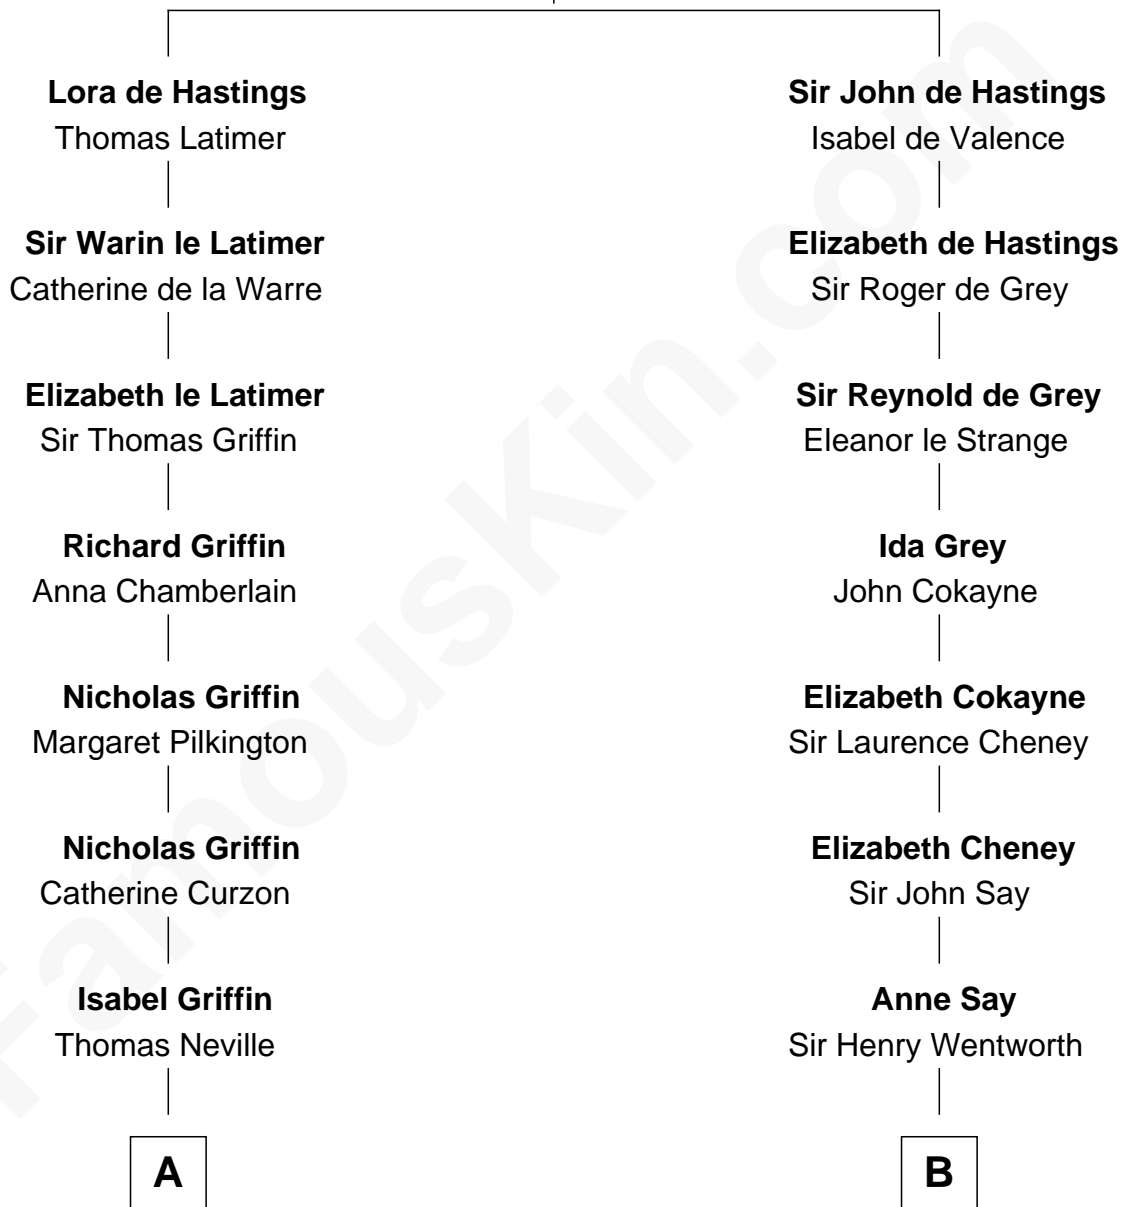 Lora de Hastings
Thomas Latimer
Sir Warin le Latimer
Catherine de la Warre
Elizabeth le Latimer
Sir Thomas Griffin
Richard Griffin
Anna Chamberlain
Nicholas Griffin
Margaret Pilkington
Nicholas Griffin
Catherine Curzon
Isabel Griffin
Thomas Neville
A
Sir John de Hastings
Isabel de Valence
Elizabeth de Hastings
Sir Roger de Grey
Sir Reynold de Grey
Eleanor le Strange
Ida Grey
John Cokayne
Elizabeth Cokayne
Sir Laurence Cheney
Elizabeth Cheney
Sir John Say
Anne Say
Sir Henry Wentworth
B
FamousKin.com